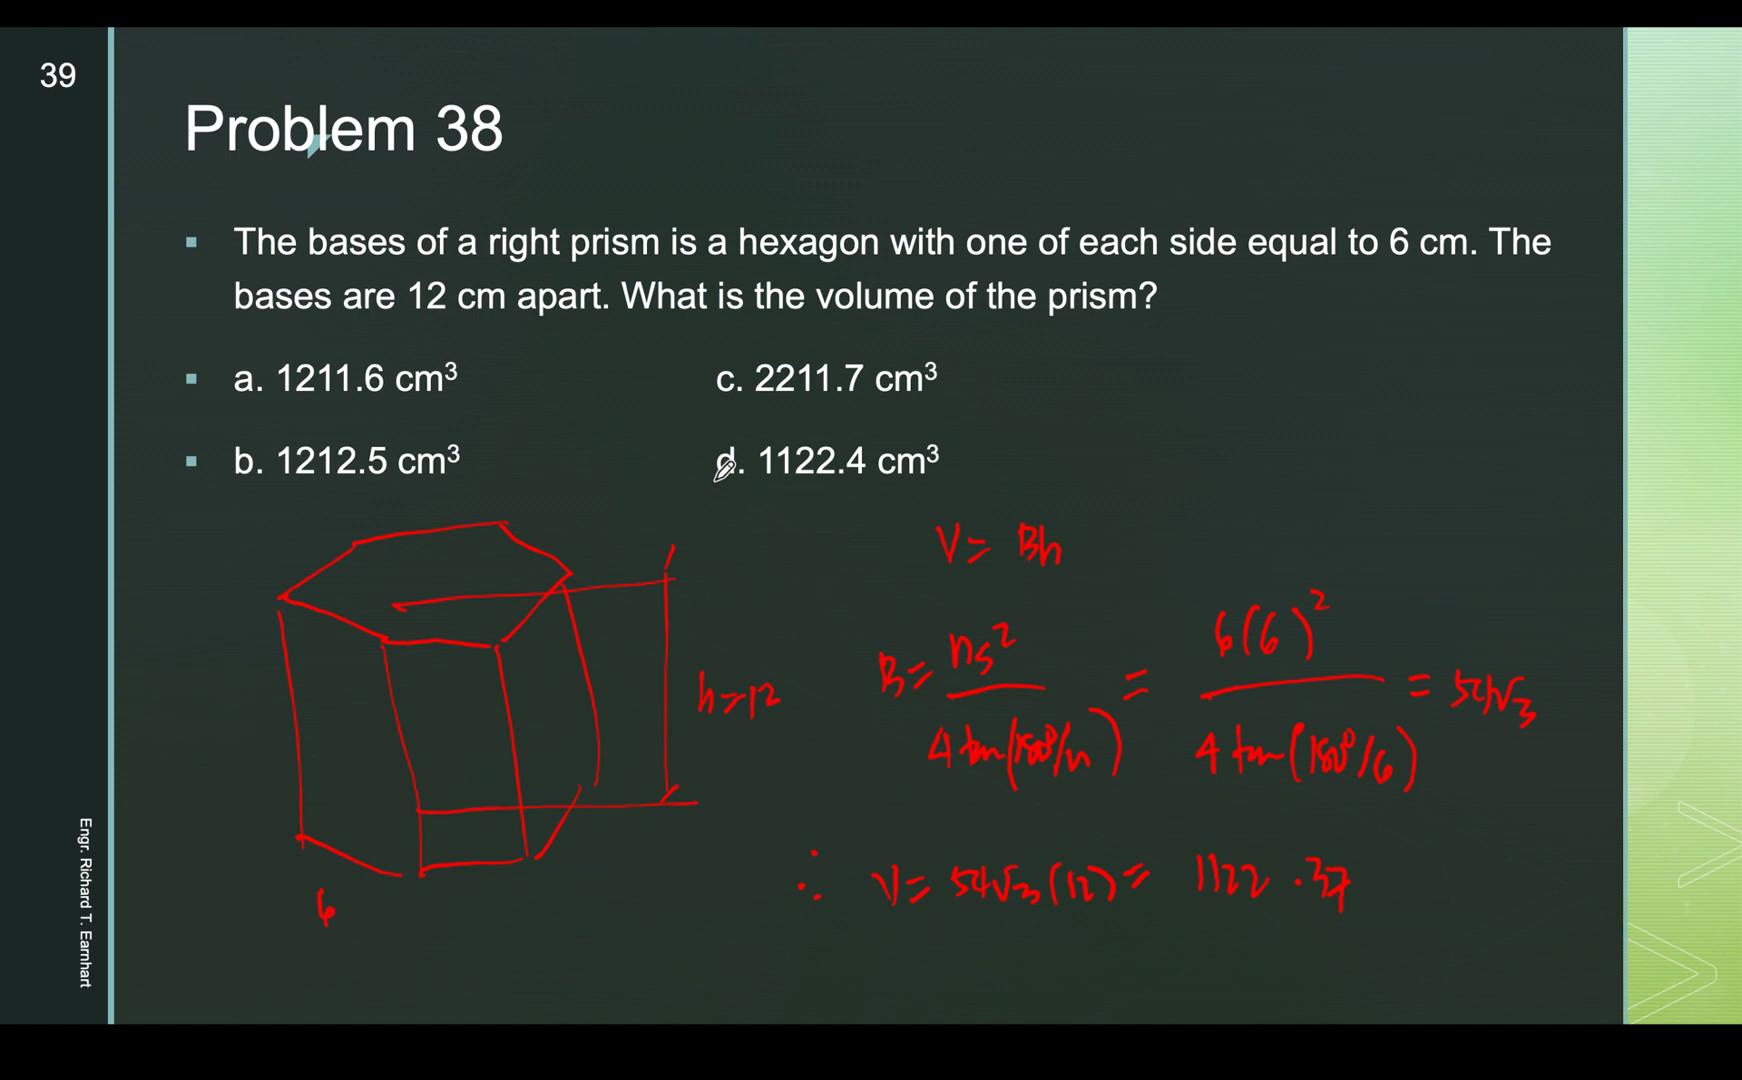 39
Problem 38
The bases of a right prism is a hexagon with one of each side equal to 6 cm. The
bases are 12 cm apart. What is the volume of the prism?
a. 1211.6 cm³
c. 2211.7 cm³
b. 1212.5 cm³
d. 1122.4 cm³
V = Bh
B = ns² / 4 tan(180°/n) = 6(6)² / 4 tan(180°/6) = 54√3
h = 12
∴ V = 54√3 (12) = 1122.37
6
Engr. Richard T. Earnhart